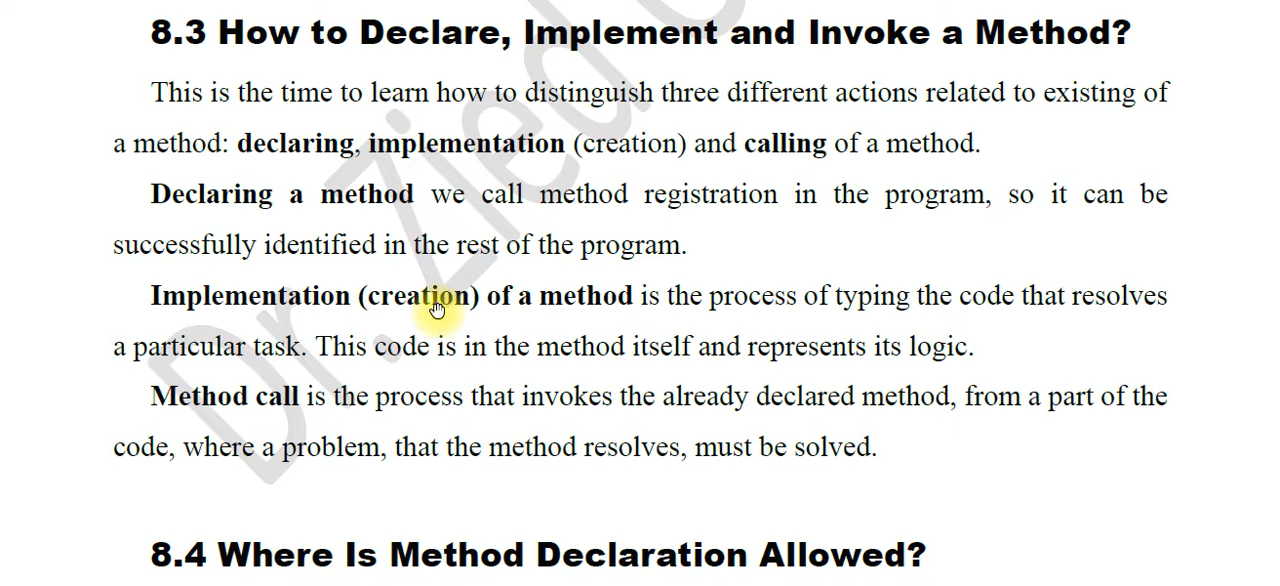 8.3 How to Declare, Implement and Invoke a Method?
This is the time to learn how to distinguish three different actions related to existing of
a method: declaring, implementation (creation) and calling of a method.
Declaring a method we call method registration in the program, so it can be
successfully identified in the rest of the program.
Implementation (creation) of a method is the process of typing the code that resolves
a particular task. This code is in the method itself and represents its logic.
Method call is the process that invokes the already declared method, from a part of the
code, where a problem, that the method resolves, must be solved.
8.4 Where Is Method Declaration Allowed?
Dr. Zied